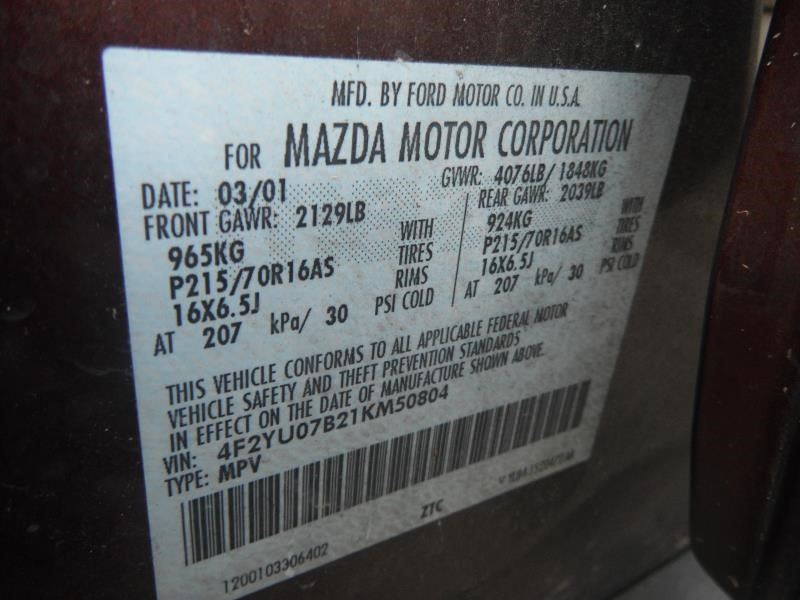 MFD. BY FORD MOTOR CO. IN U.S.A.
FOR MAZDA MOTOR CORPORATION
DATE: 03/01 GVWR: 4076LB/ 1848KG
FRONT GAWR: 2129LB REAR GAWR: 2039LB
965KG WITH 924KG WITH
P215/70R16AS TIRES P215/70R16AS TIRES
16X6.5J RIMS 16X6.5J RIMS
AT 207 kPa/ 30 PSI COLD AT 207 kPa/ 30 PSI COLD
THIS VEHICLE CONFORMS TO ALL APPLICABLE FEDERAL MOTOR
VEHICLE SAFETY AND THEFT PREVENTION STANDARDS
IN EFFECT ON THE DATE OF MANUFACTURE SHOWN ABOVE.
VIN: 4F2YU07B21KM50804
TYPE: MPV
ZTC
1200103306402